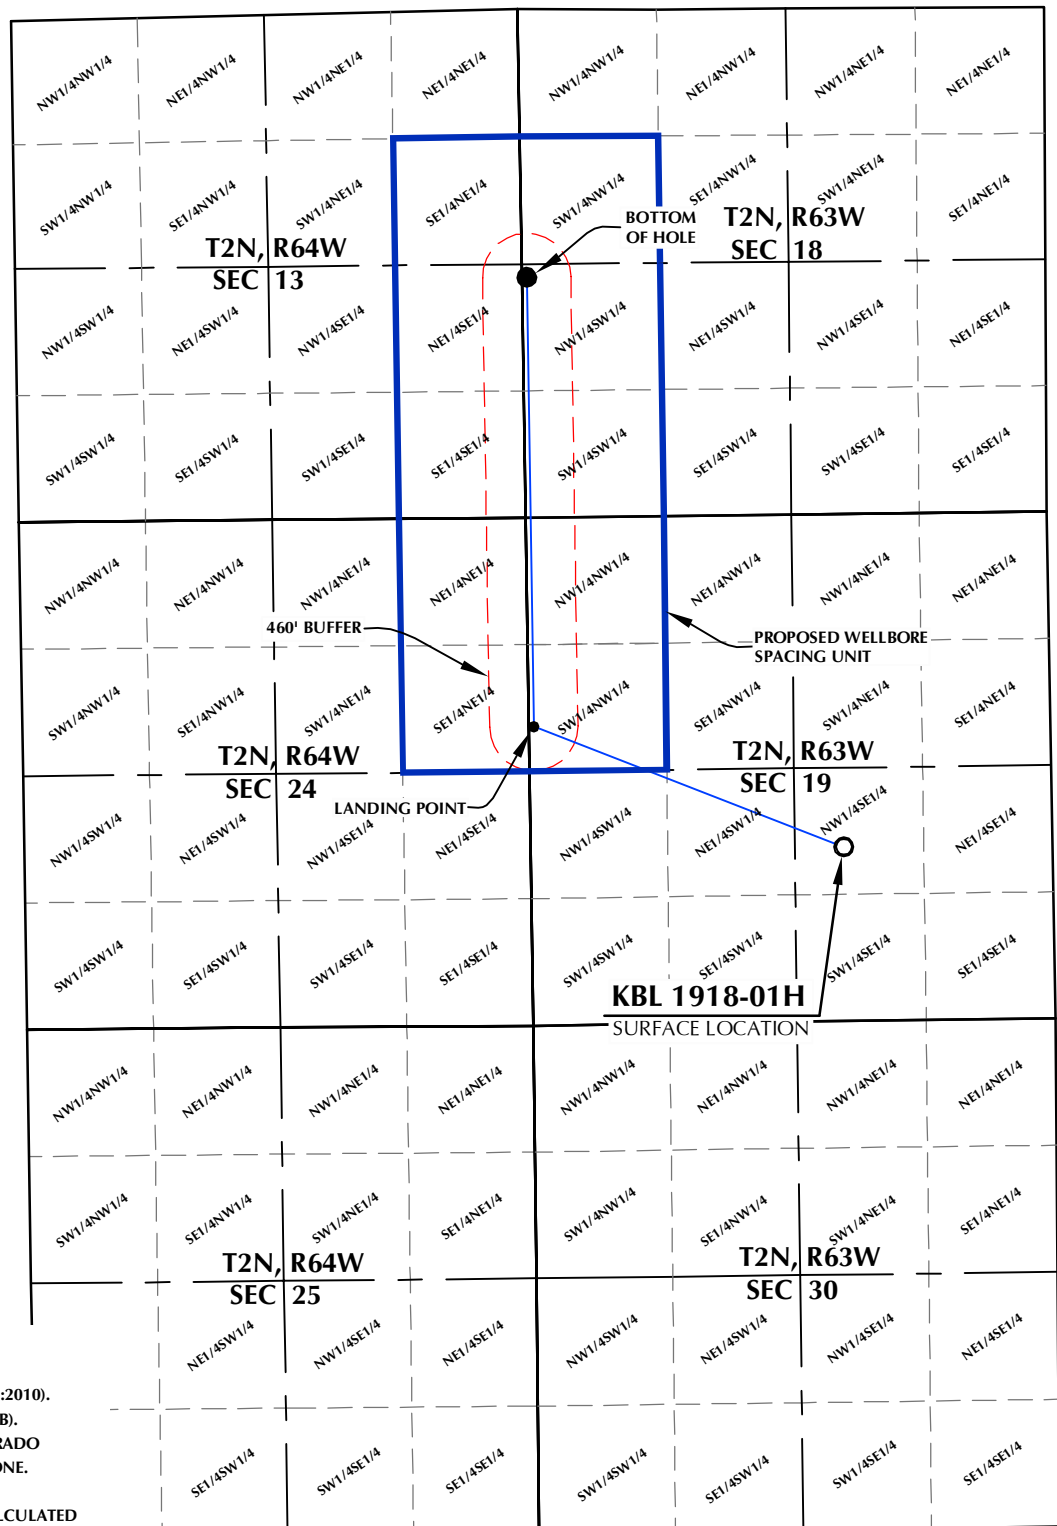 NW1/4NW1/4 NE1/4NW1/4 NW1/4NE1/4 NE1/4NE1/4 NW1/4NW1/4 NE1/4NW1/4 NW1/4NE1/4 NE1/4NE1/4
SW1/4NW1/4 SE1/4NW1/4 SW1/4NE1/4 SE1/4NE1/4 SW1/4NW1/4 SE1/4NW1/4 SW1/4NE1/4 SE1/4NE1/4
BOTTOM
OF HOLE
T2N, R64W
SEC 13
T2N, R63W
SEC 18
NW1/4SW1/4 NE1/4SW1/4 NW1/4SE1/4 NE1/4SE1/4 NW1/4SW1/4 NE1/4SW1/4 NW1/4SE1/4 NE1/4SE1/4
SW1/4SW1/4 SE1/4SW1/4 SW1/4SE1/4 SE1/4SE1/4 SW1/4SW1/4 SE1/4SW1/4 SW1/4SE1/4 SE1/4SE1/4
NW1/4NW1/4 NE1/4NW1/4 NW1/4NE1/4 NE1/4NE1/4 NW1/4NW1/4 NE1/4NW1/4 NW1/4NE1/4 NE1/4NE1/4
460' BUFFER
PROPOSED WELLBORE
SPACING UNIT
SW1/4NW1/4 SE1/4NW1/4 SW1/4NE1/4 SE1/4NE1/4 SW1/4NW1/4 SE1/4NW1/4 SW1/4NE1/4 SE1/4NE1/4
T2N, R64W
SEC 24
T2N, R63W
SEC 19
LANDING POINT
NW1/4SW1/4 NE1/4SW1/4 NW1/4SE1/4 NE1/4SE1/4 NW1/4SW1/4 NE1/4SW1/4 NW1/4SE1/4 NE1/4SE1/4
SW1/4SW1/4 SE1/4SW1/4 SW1/4SE1/4 SE1/4SE1/4 SW1/4SW1/4 SE1/4SW1/4 SW1/4SE1/4 SE1/4SE1/4
KBL 1918-01H
SURFACE LOCATION
NW1/4NW1/4 NE1/4NW1/4 NW1/4NE1/4 NE1/4NE1/4 NW1/4NW1/4 NE1/4NW1/4 NW1/4NE1/4 NE1/4NE1/4
SW1/4NW1/4 SE1/4NW1/4 SW1/4NE1/4 SE1/4NE1/4 SW1/4NW1/4 SE1/4NW1/4 SW1/4NE1/4 SE1/4NE1/4
T2N, R64W
SEC 25
T2N, R63W
SEC 30
NE1/4SW1/4 NW1/4SE1/4 NE1/4SE1/4 NW1/4SW1/4 NE1/4SW1/4 NW1/4SE1/4 NE1/4SE1/4
SE1/4SW1/4 SW1/4SE1/4 SE1/4SE1/4 SW1/4SW1/4 SE1/4SW1/4 SW1/4SE1/4 SE1/4SE1/4
:2010).
B).
RADO
ONE.
LCULATED